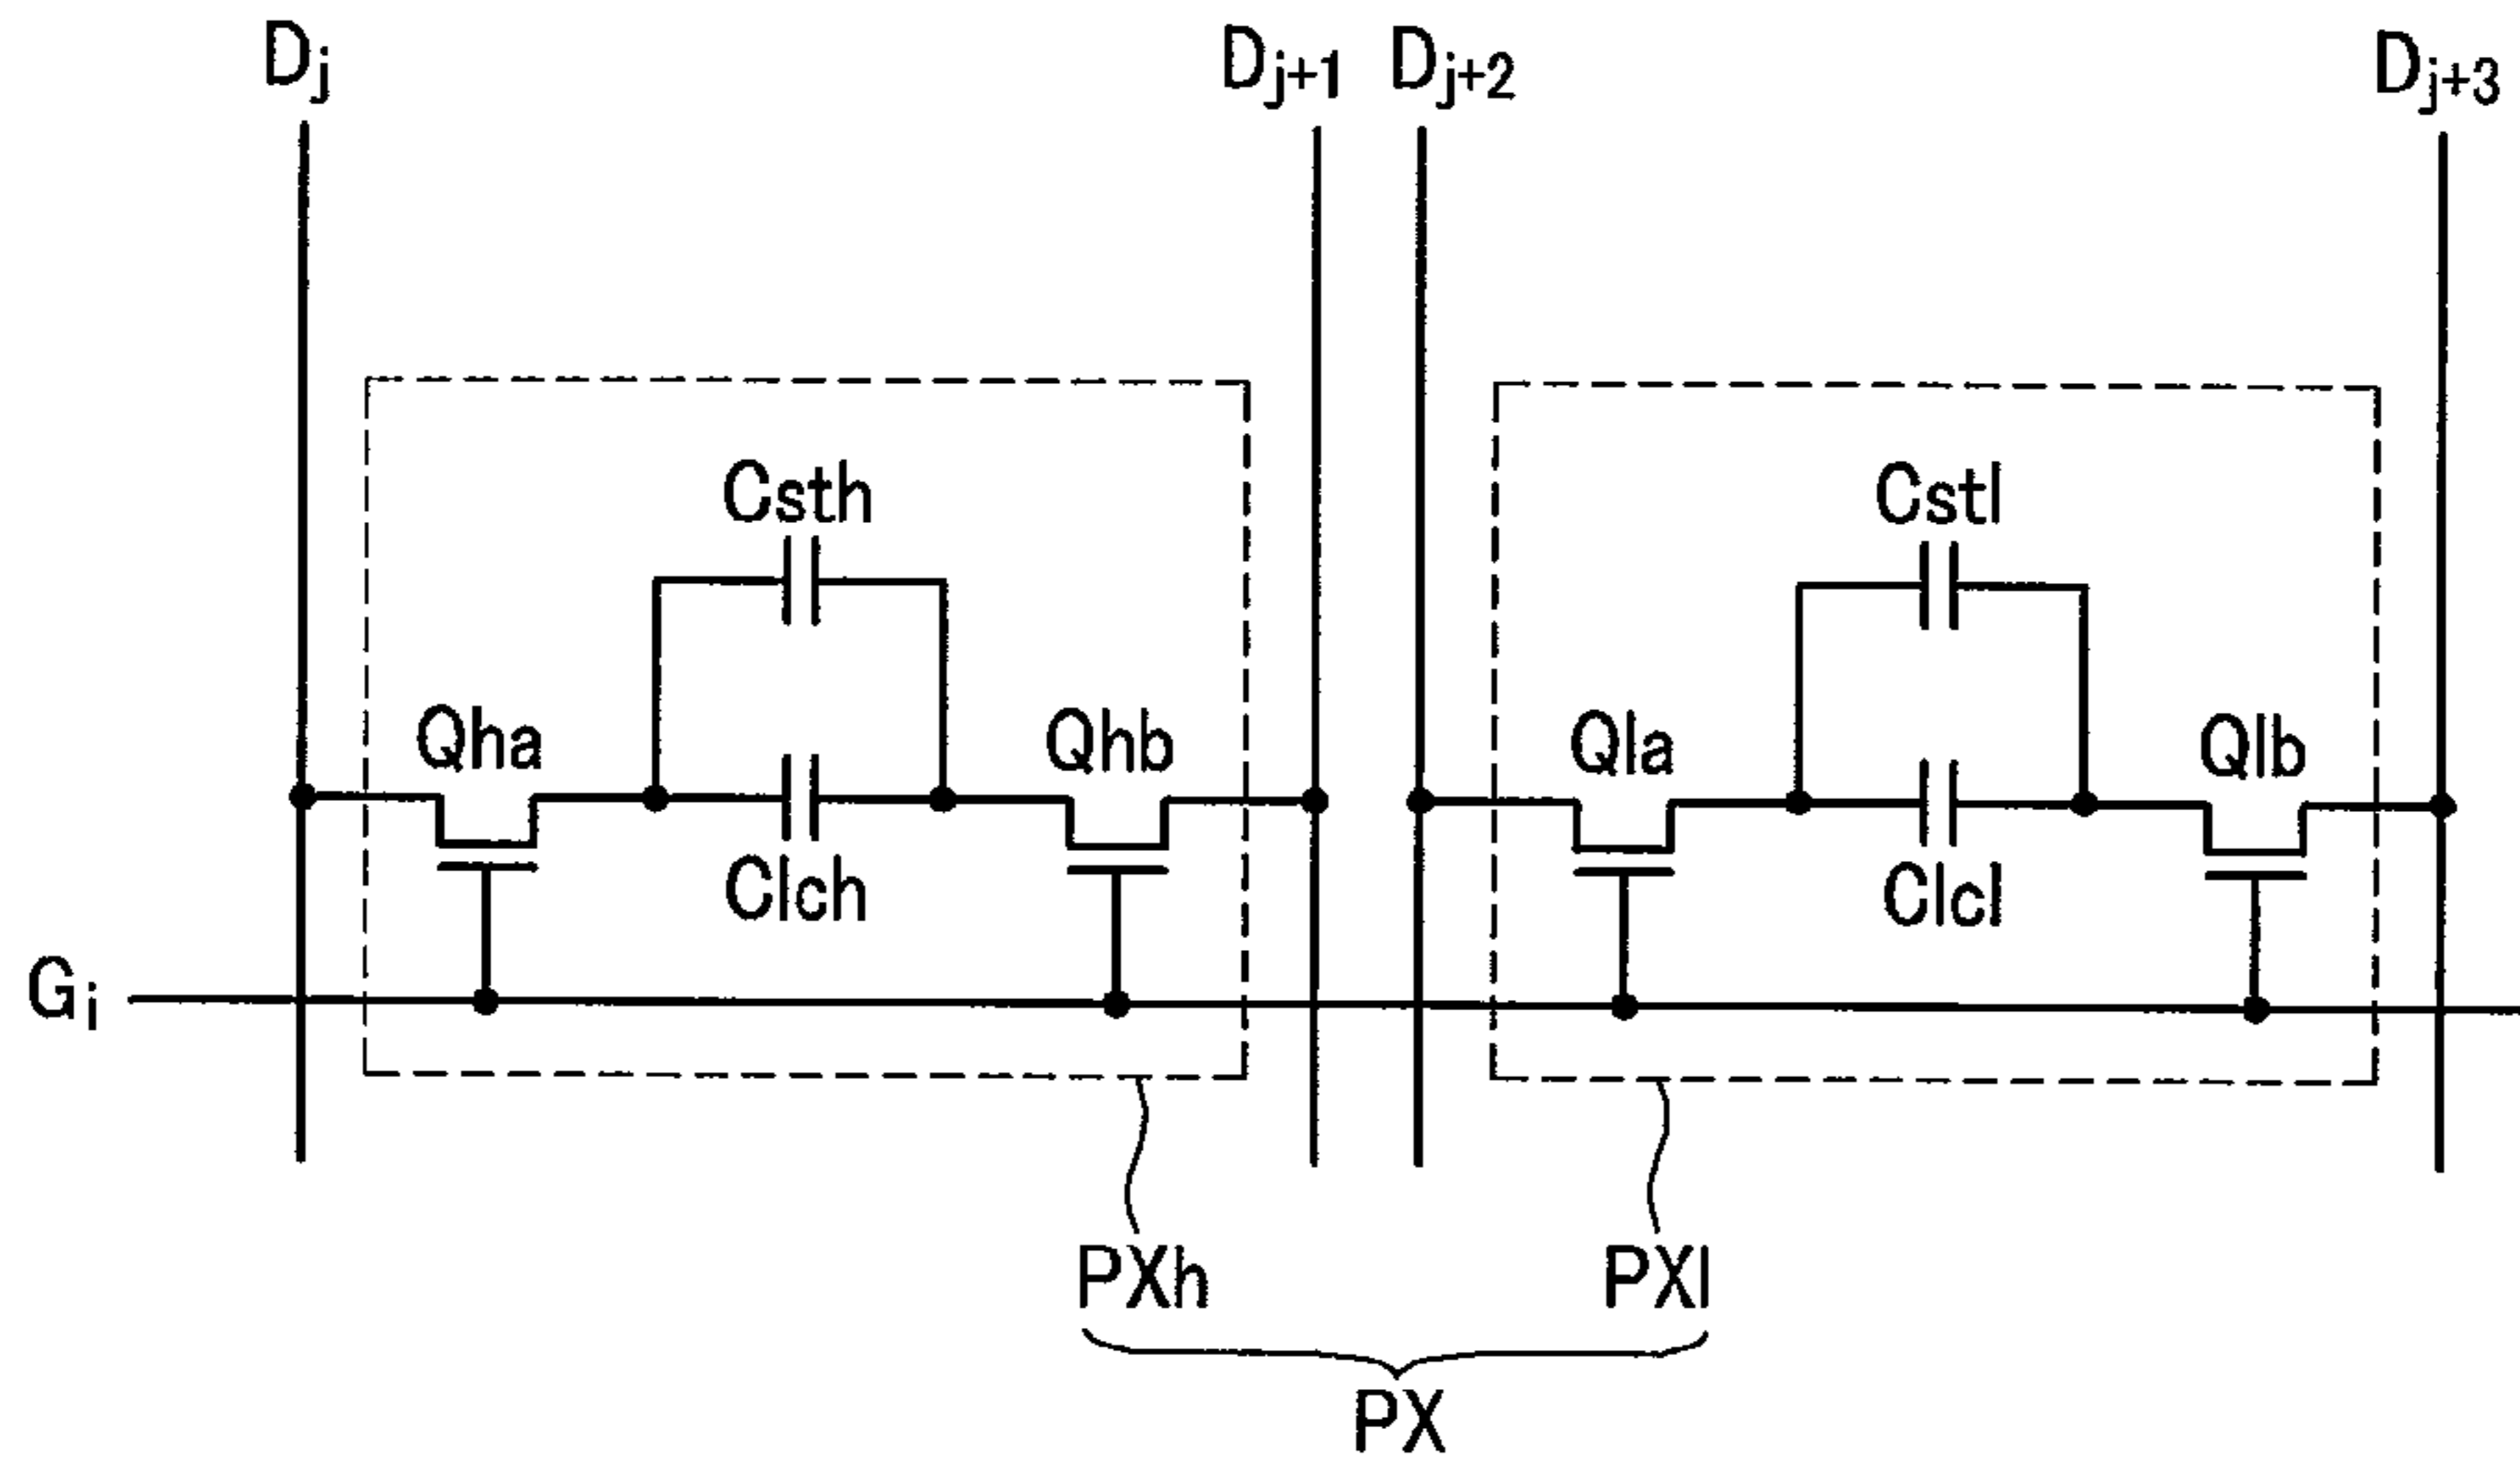 Dj Dj+1 Dj+2 Dj+3
Csth Cstl
Qha Qhb Qla Qlb
Clch Clcl
Gi
PXh PXl
PX